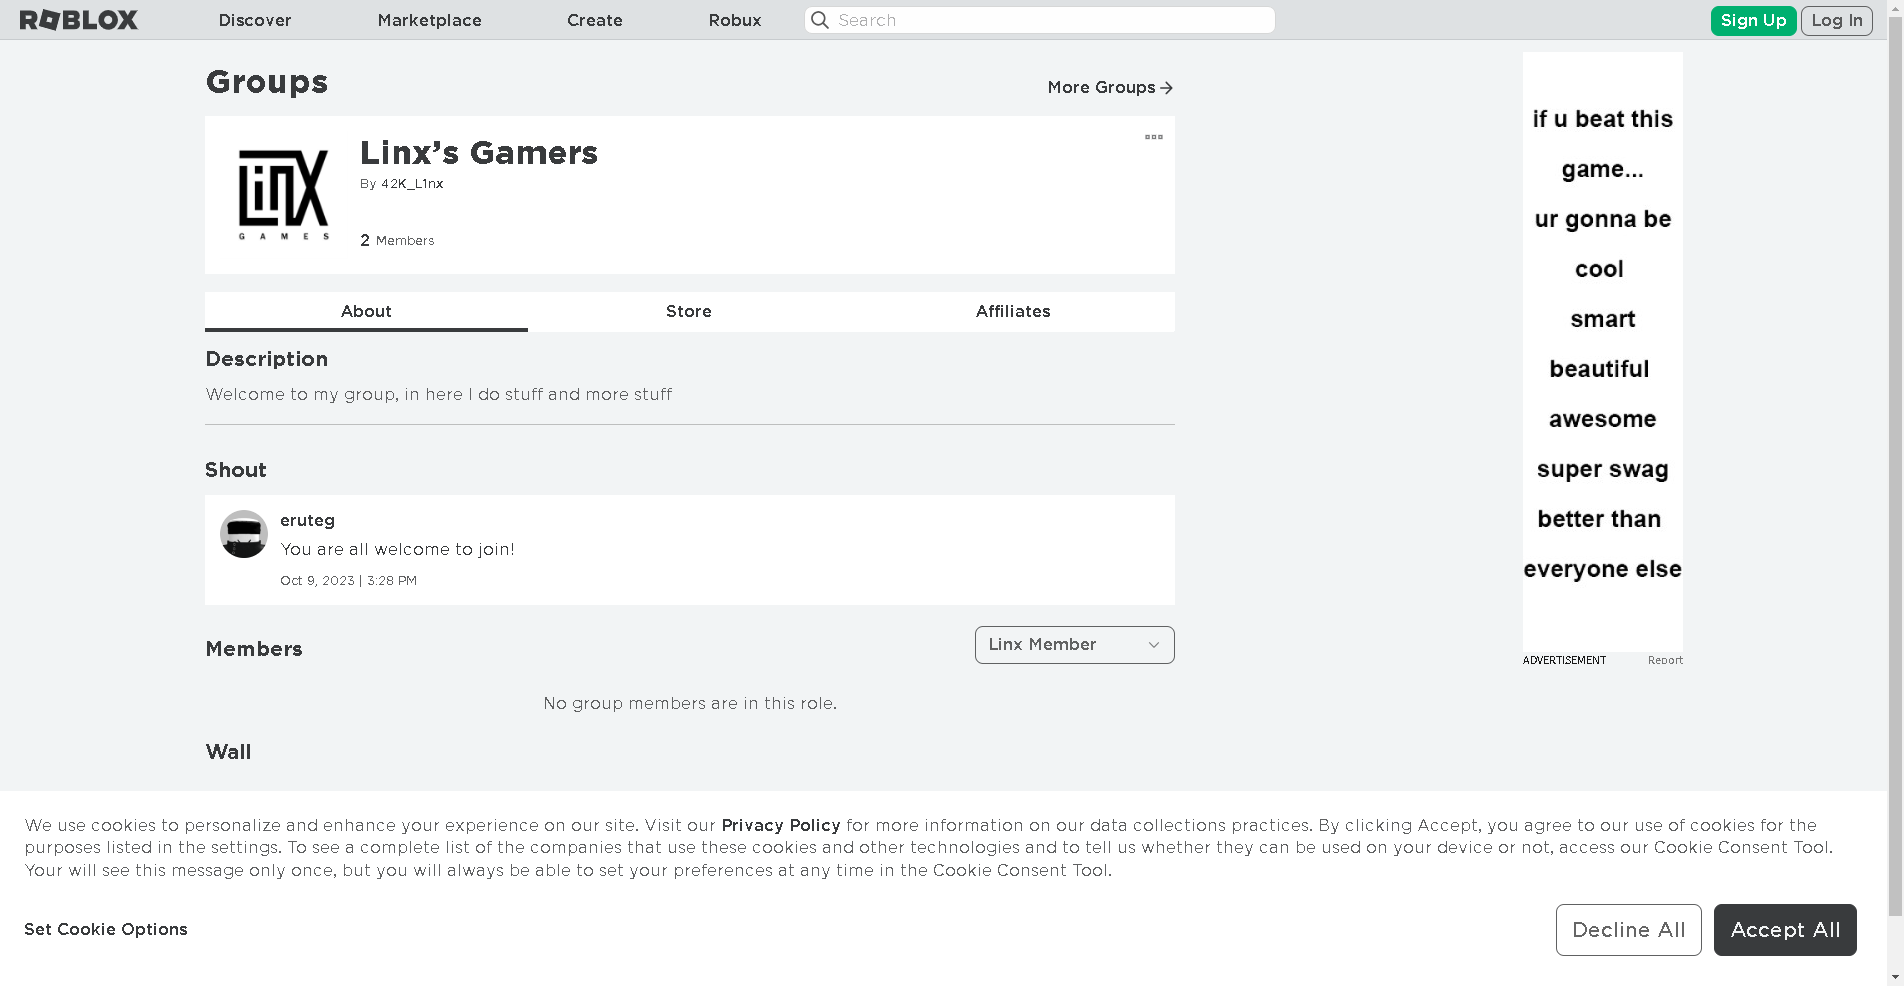 ROBLOX
Discover
Marketplace
Create
Robux
Search
Sign Up
Log In
Groups
More Groups
LinX
GAMES
Linx's Gamers
By 42K_L1nx
2 Members
About
Store
Affiliates
Description
Welcome to my group, in here I do stuff and more stuff
Shout
eruteg
You are all welcome to join!
Oct 9, 2023 | 3:28 PM
Members
Linx Member
No group members are in this role.
Wall
if u beat this
game...
ur gonna be
cool
smart
beautiful
awesome
super swag
better than
everyone else
ADVERTISEMENT
Report
We use cookies to personalize and enhance your experience on our site. Visit our Privacy Policy for more information on our data collections practices. By clicking Accept, you agree to our use of cookies for the
purposes listed in the settings. To see a complete list of the companies that use these cookies and other technologies and to tell us whether they can be used on your device or not, access our Cookie Consent Tool.
Your will see this message only once, but you will always be able to set your preferences at any time in the Cookie Consent Tool.
Set Cookie Options
Decline All
Accept All